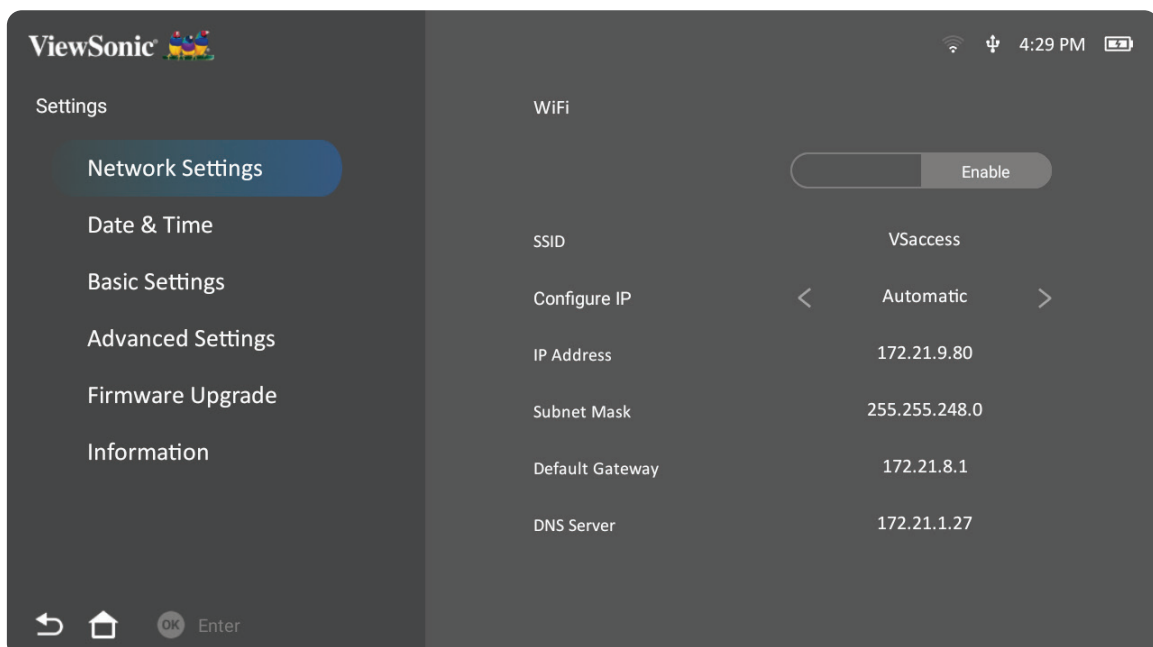 ViewSonic
4:29 PM
Settings
Network Settings
Date & Time
Basic Settings
Advanced Settings
Firmware Upgrade
Information
OK Enter
WiFi
Enable
SSID VSaccess
Configure IP < Automatic >
IP Address 172.21.9.80
Subnet Mask 255.255.248.0
Default Gateway 172.21.8.1
DNS Server 172.21.1.27